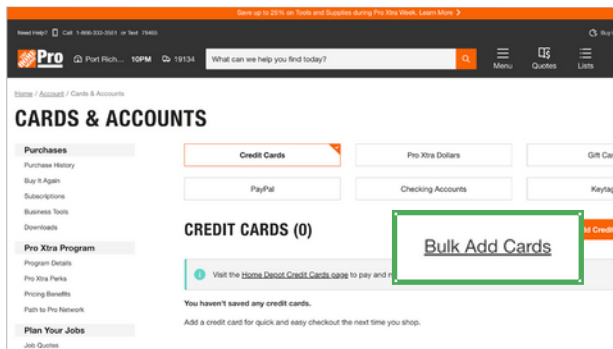 Save up to 25% on Tools and Supplies during Pro Xtra Week. Learn More >
Need Help? Call 1-866-333-3551 or Text 79465
Buy
Pro
Port Rich... 10PM 19134 What can we help you find today?
Menu Quotes Lists
Home / Account / Cards & Accounts
CARDS & ACCOUNTS
Purchases
Purchase History
Buy It Again
Subscriptions
Business Tools
Downloads
Pro Xtra Program
Program Details
Pro Xtra Perks
Pricing Benefits
Path to Pro Network
Plan Your Jobs
Job Quotes
Credit Cards Pro Xtra Dollars Gift Car
PayPal Checking Accounts Keytag
CREDIT CARDS (0)
Bulk Add Cards
d Credit
Visit the Home Depot Credit Cards page to pay and
You haven't saved any credit cards.
Add a credit card for quick and easy checkout the next time you shop.